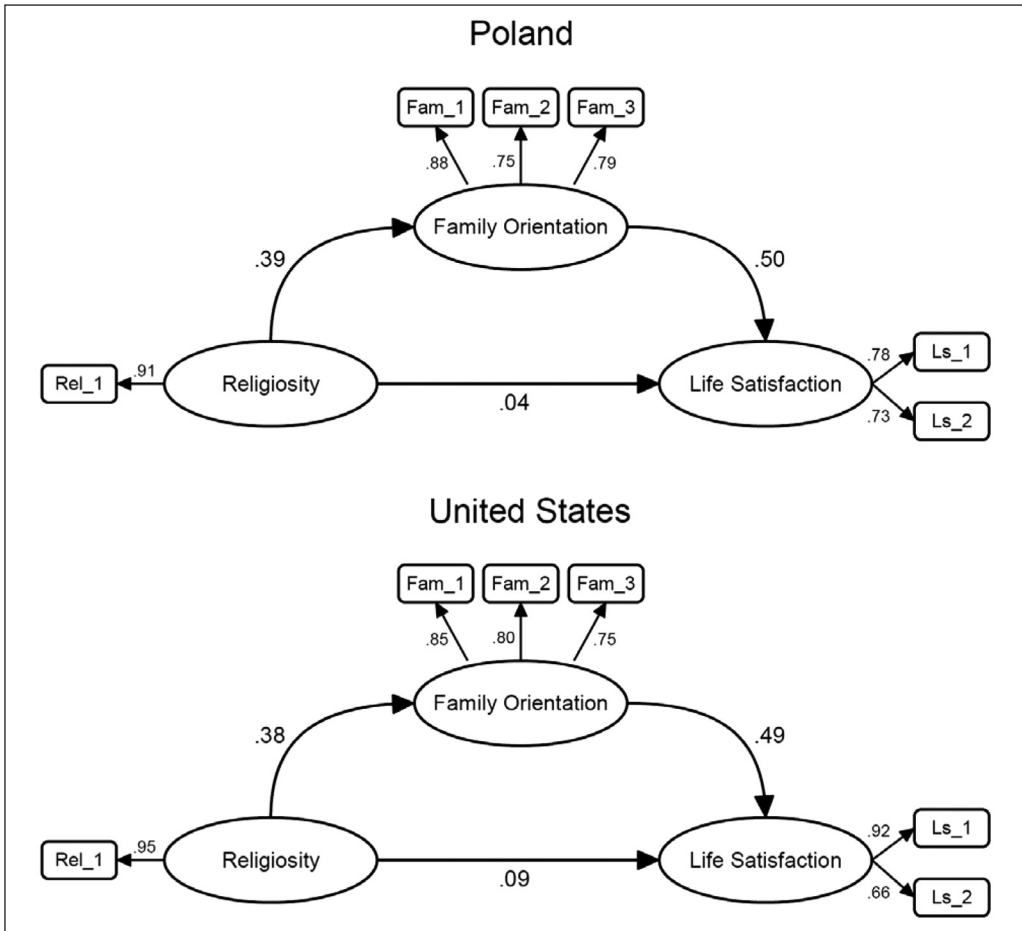 Poland
Fam_1 Fam_2 Fam_3
.88 .75 .79
Family Orientation
.39 .50
Rel_1 .91 Religiosity .04 Life Satisfaction .78 Ls_1
.73 Ls_2
United States
Fam_1 Fam_2 Fam_3
.85 .80 .75
Family Orientation
.38 .49
Rel_1 .95 Religiosity .09 Life Satisfaction .92 Ls_1
.66 Ls_2